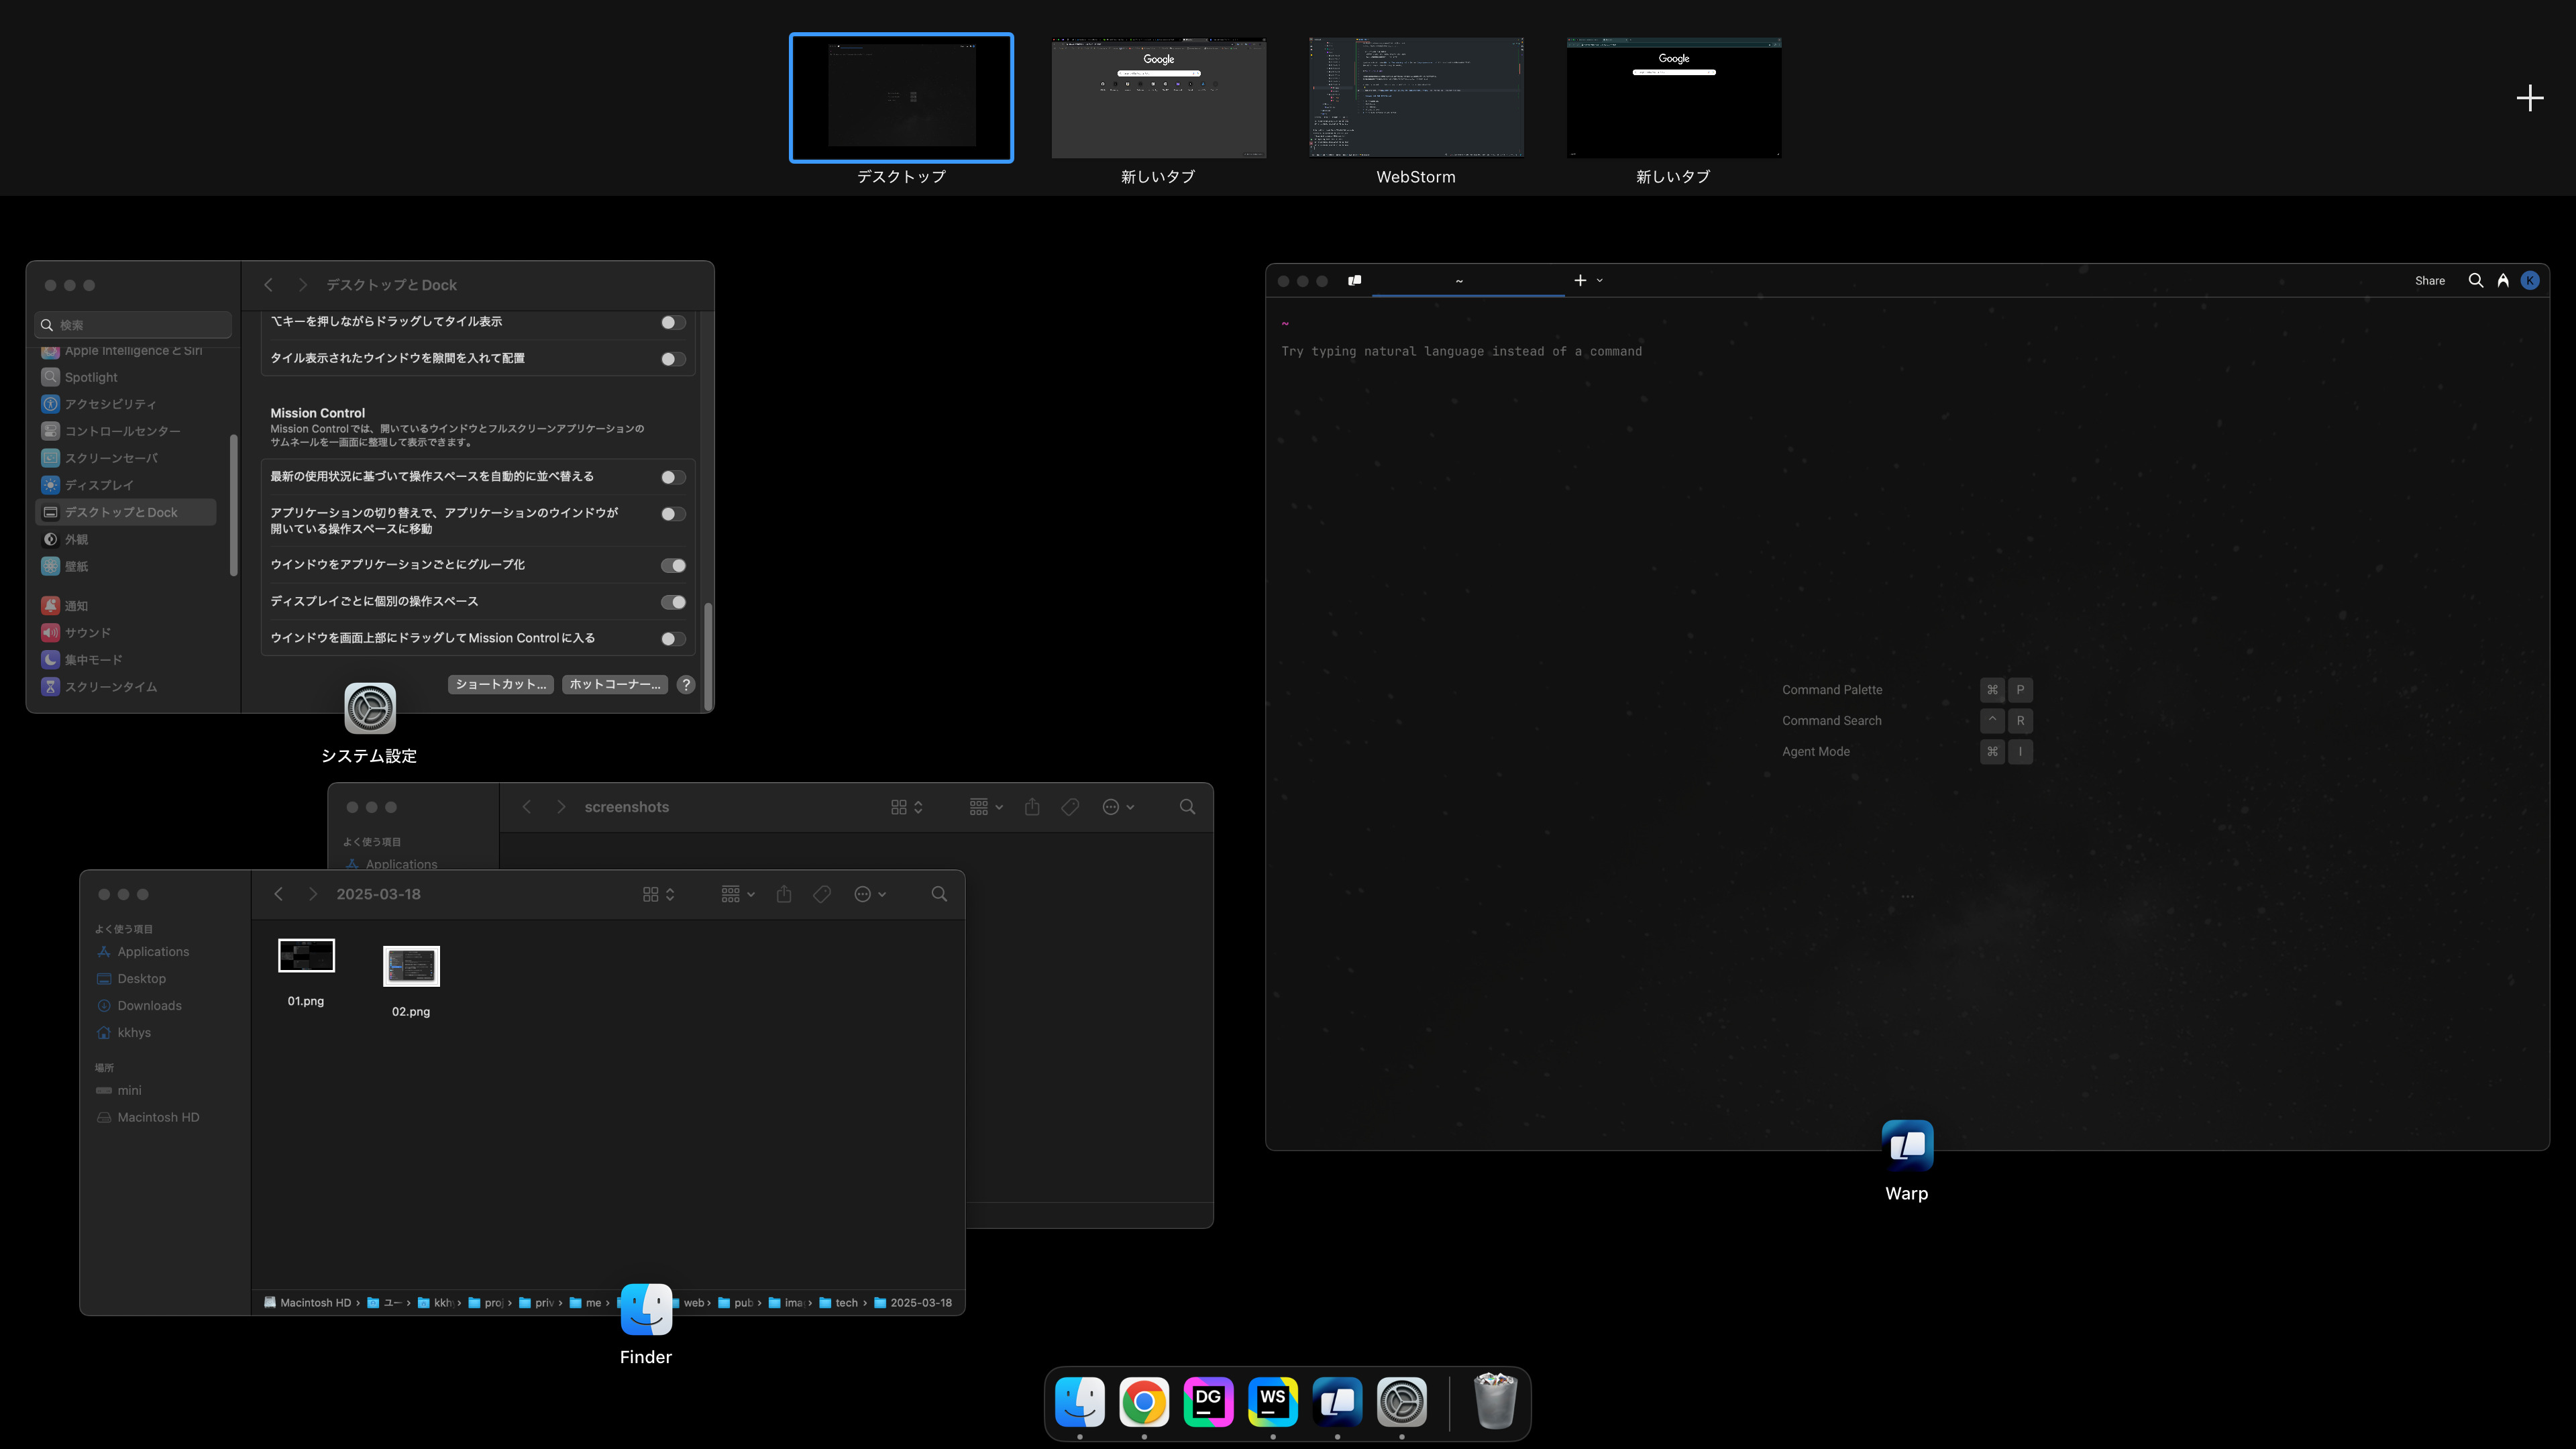 Google
Google
デスクトップ
新しいタブ
WebStorm
新しいタブ
デスクトップとDock
検索
Apple IntelligenceとSiri
Spotlight
アクセシビリティ
コントロールセンター
スクリーンセーバ
ディスプレイ
デスクトップとDock
外観
壁紙
通知
サウンド
集中モード
スクリーンタイム
⌥キーを押しながらドラッグしてタイル表示
タイル表示されたウインドウを隙間を入れて配置
Mission Control
Mission Controlでは、開いているウインドウとフルスクリーンアプリケーションの
サムネールを一画面に整理して表示できます。
最新の使用状況に基づいて操作スペースを自動的に並べ替える
アプリケーションの切り替えで、アプリケーションのウインドウが
開いている操作スペースに移動
ウインドウをアプリケーションごとにグループ化
ディスプレイごとに個別の操作スペース
ウインドウを画面上部にドラッグしてMission Controlに入る
ショートカット... ホットコーナー... ?
システム設定
~
Share
K
~
Try typing natural language instead of a command
Command Palette ⌘ P
Command Search ^ R
Agent Mode ⌘ I
Warp
screenshots
よく使う項目
Applications
2025-03-18
よく使う項目
Applications
Desktop
Downloads
kkhys
場所
mini
Macintosh HD
01.png
02.png
Macintosh HD › ユー › kkhy › proj › priv › me › web › pub › ima › tech › 2025-03-18
Finder
DG
WS